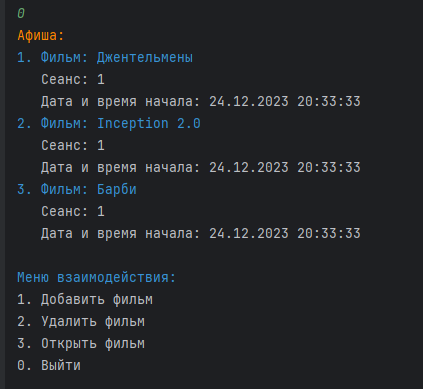 0
Афиша:
1. Фильм: Джентельмены
Сеанс: 1
Дата и время начала: 24.12.2023 20:33:33
2. Фильм: Inception 2.0
Сеанс: 1
Дата и время начала: 24.12.2023 20:33:33
3. Фильм: Барби
Сеанс: 1
Дата и время начала: 24.12.2023 20:33:33
Меню взаимодействия:
1. Добавить фильм
2. Удалить фильм
3. Открыть фильм
0. Выйти